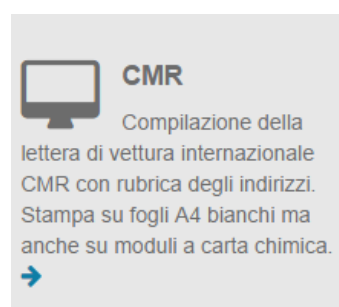 CMR
Compilazione della
lettera di vettura internazionale
CMR con rubrica degli indirizzi.
Stampa su fogli A4 bianchi ma
anche su moduli a carta chimica.